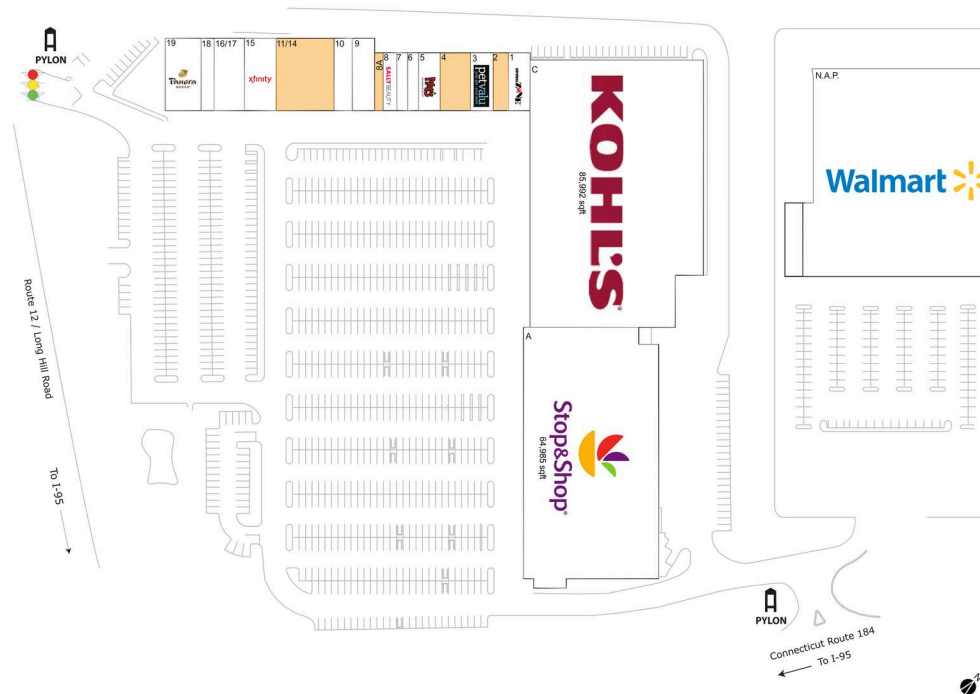 PYLON
19
18
16/17
15
11/14
10
9
8A
8
7
6
5
4
3
2
1
Panera
BREAD
xfinity
SALLY BEAUTY
petvalu
C
KOHL'S
85,992 sqft
N.A.P.
Walmart
A
Stop&Shop
64,985 sqft
Route 12 / Long Hill Road
To I-95
PYLON
Connecticut Route 184
To I-95